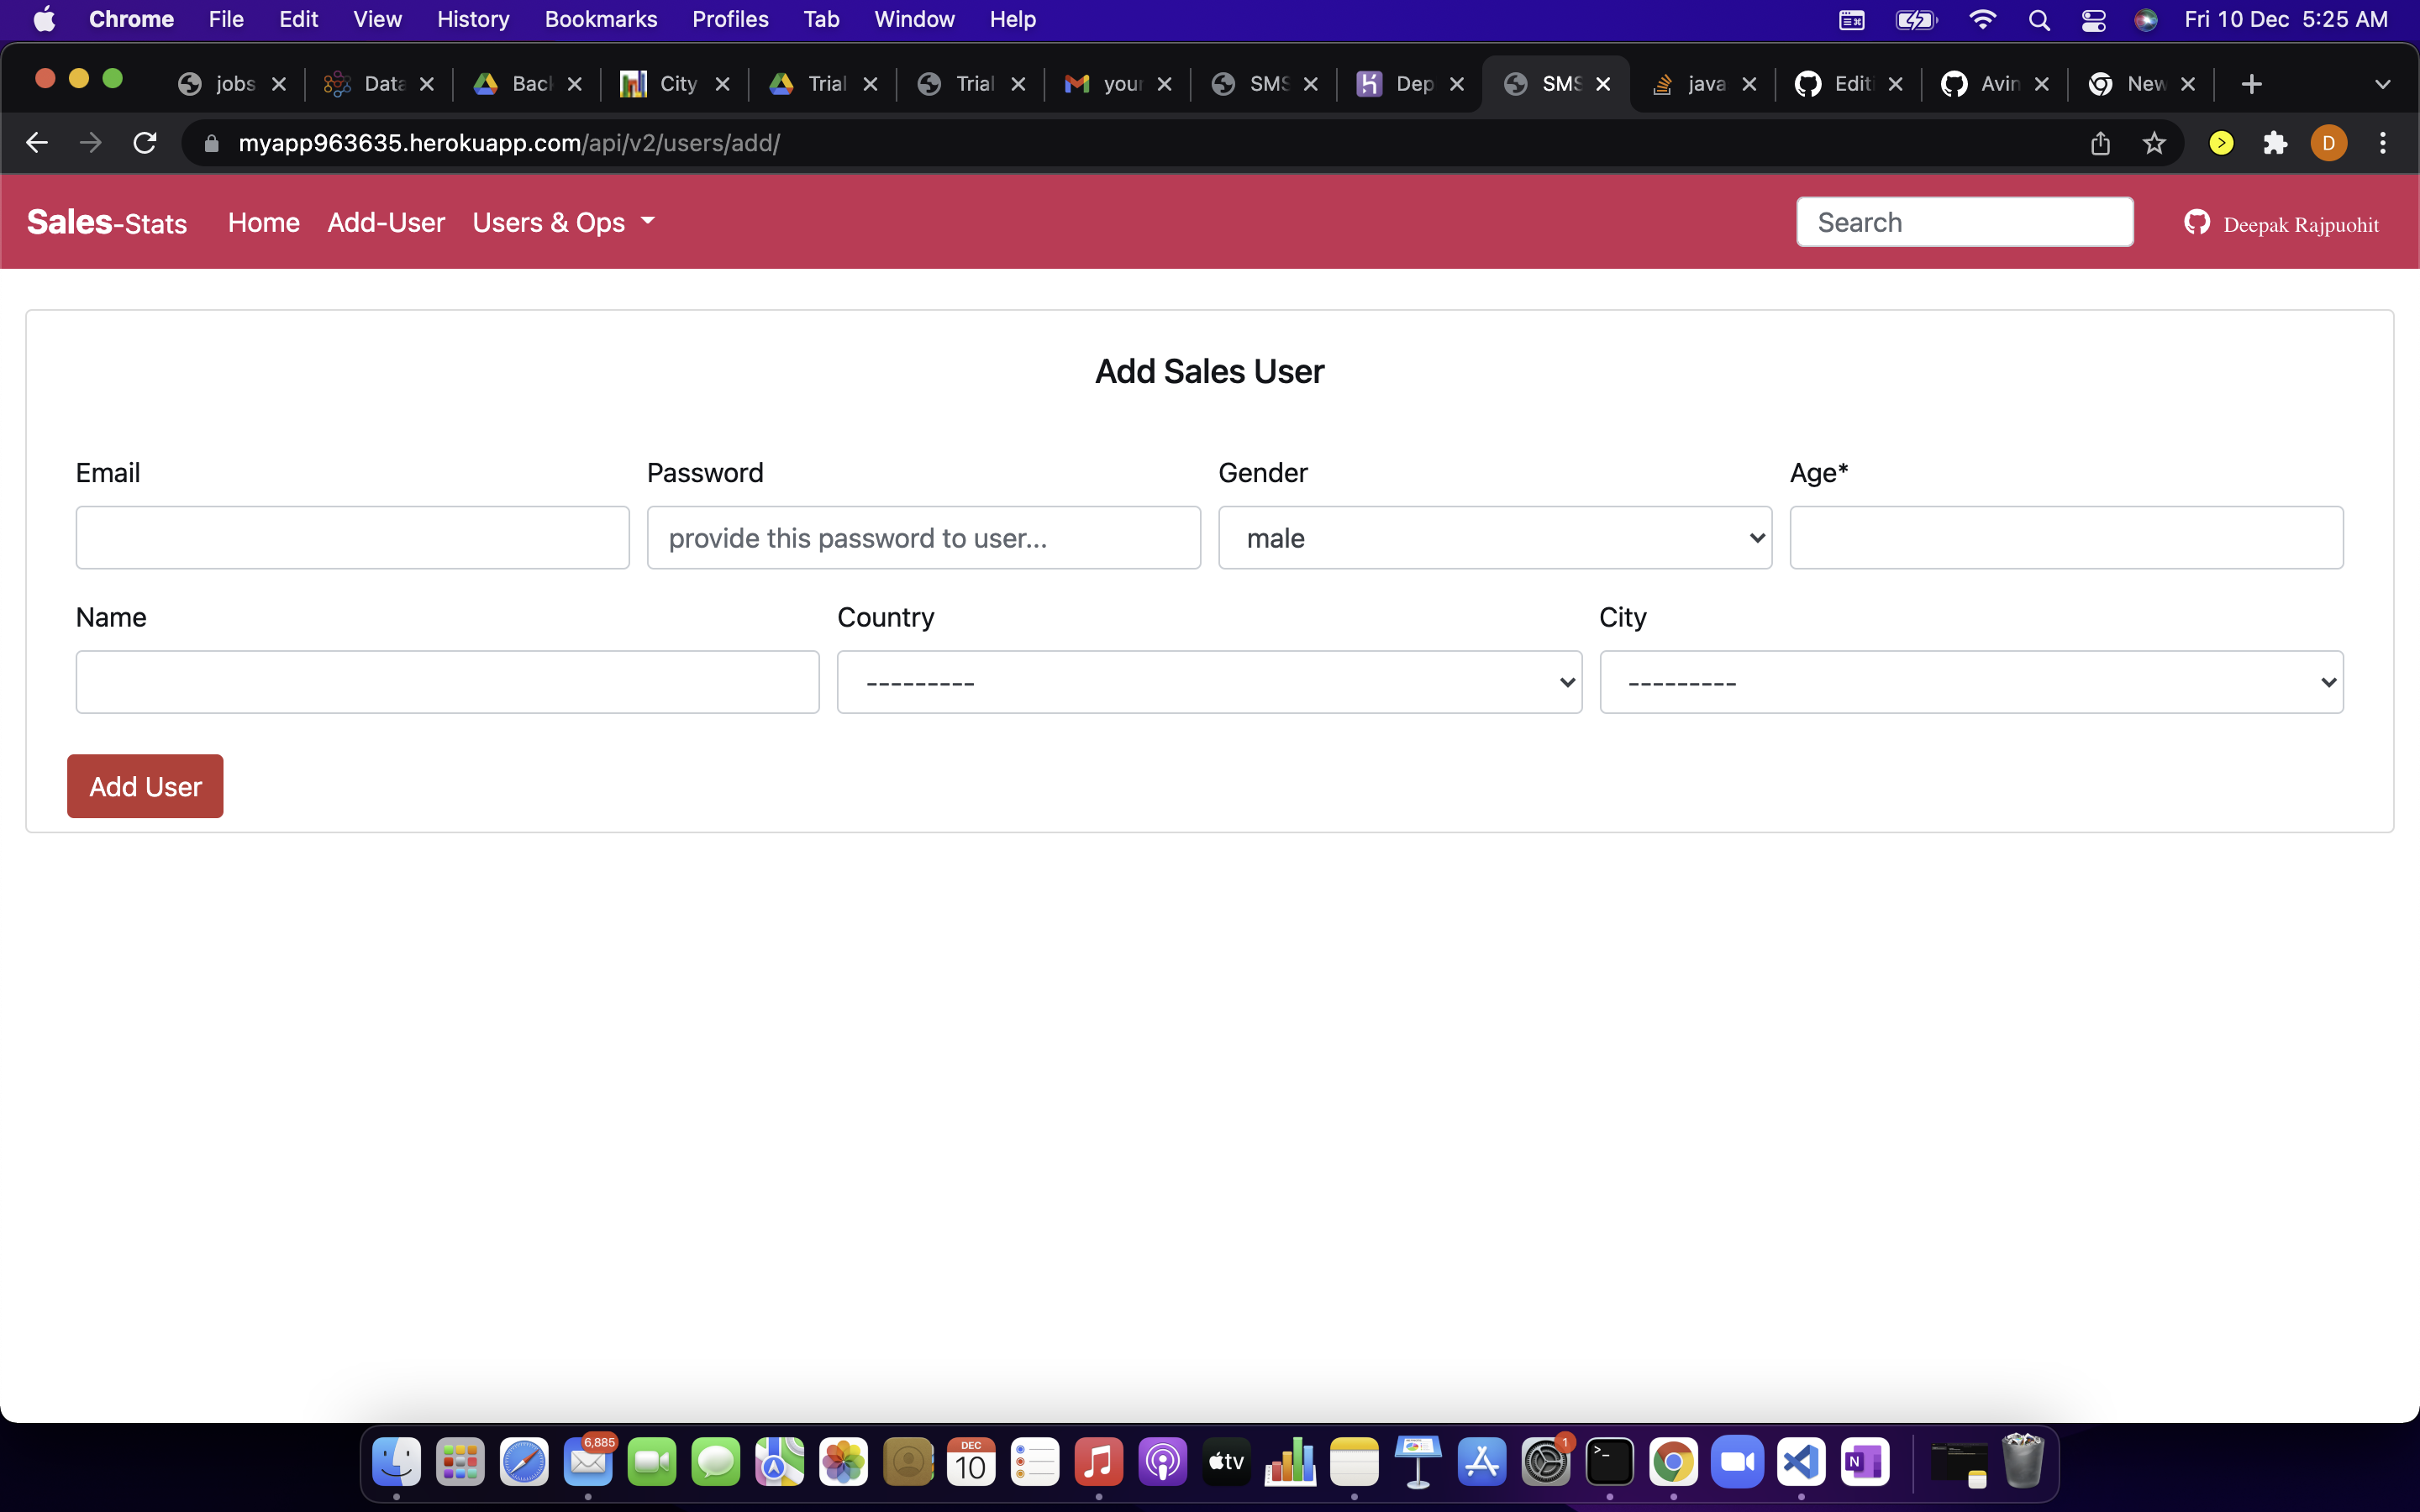 Chrome File Edit View History Bookmarks Profiles Tab Window Help Fri 10 Dec 5:25 AM
jobs Data Back City Trial Trial your SMS Dep SMS java Editi Avin New
myapp963635.herokuapp.com/api/v2/users/add/ D
Sales-Stats Home Add-User Users & Ops Search Deepak Rajpuohit
Add Sales User
Email Password Gender Age*
provide this password to user... male
Name Country City
--------- ---------
Add User
6,885 DEC 10 tv 1 >_ N